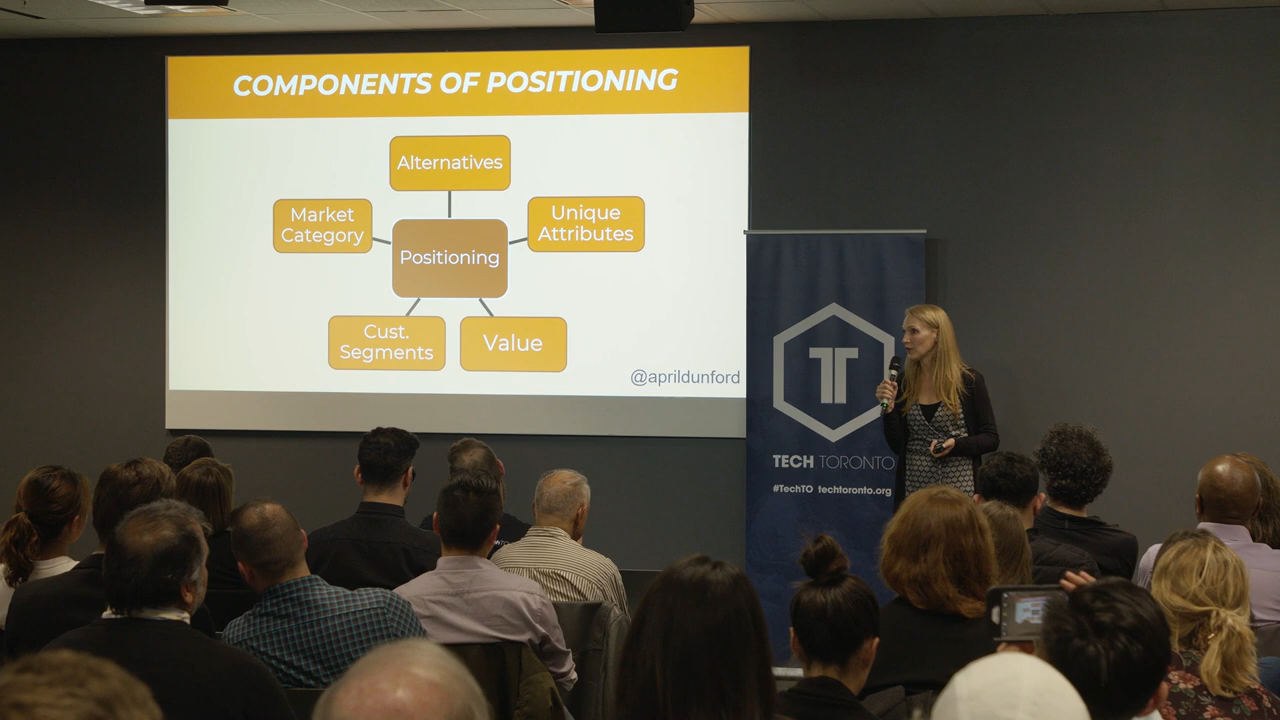 COMPONENTS OF POSITIONING
Alternatives
Market
Category
Unique
Attributes
Positioning
Cust.
Segments
Value
@aprildunford
TECH TORONTO
#TechTO techtoronto.org